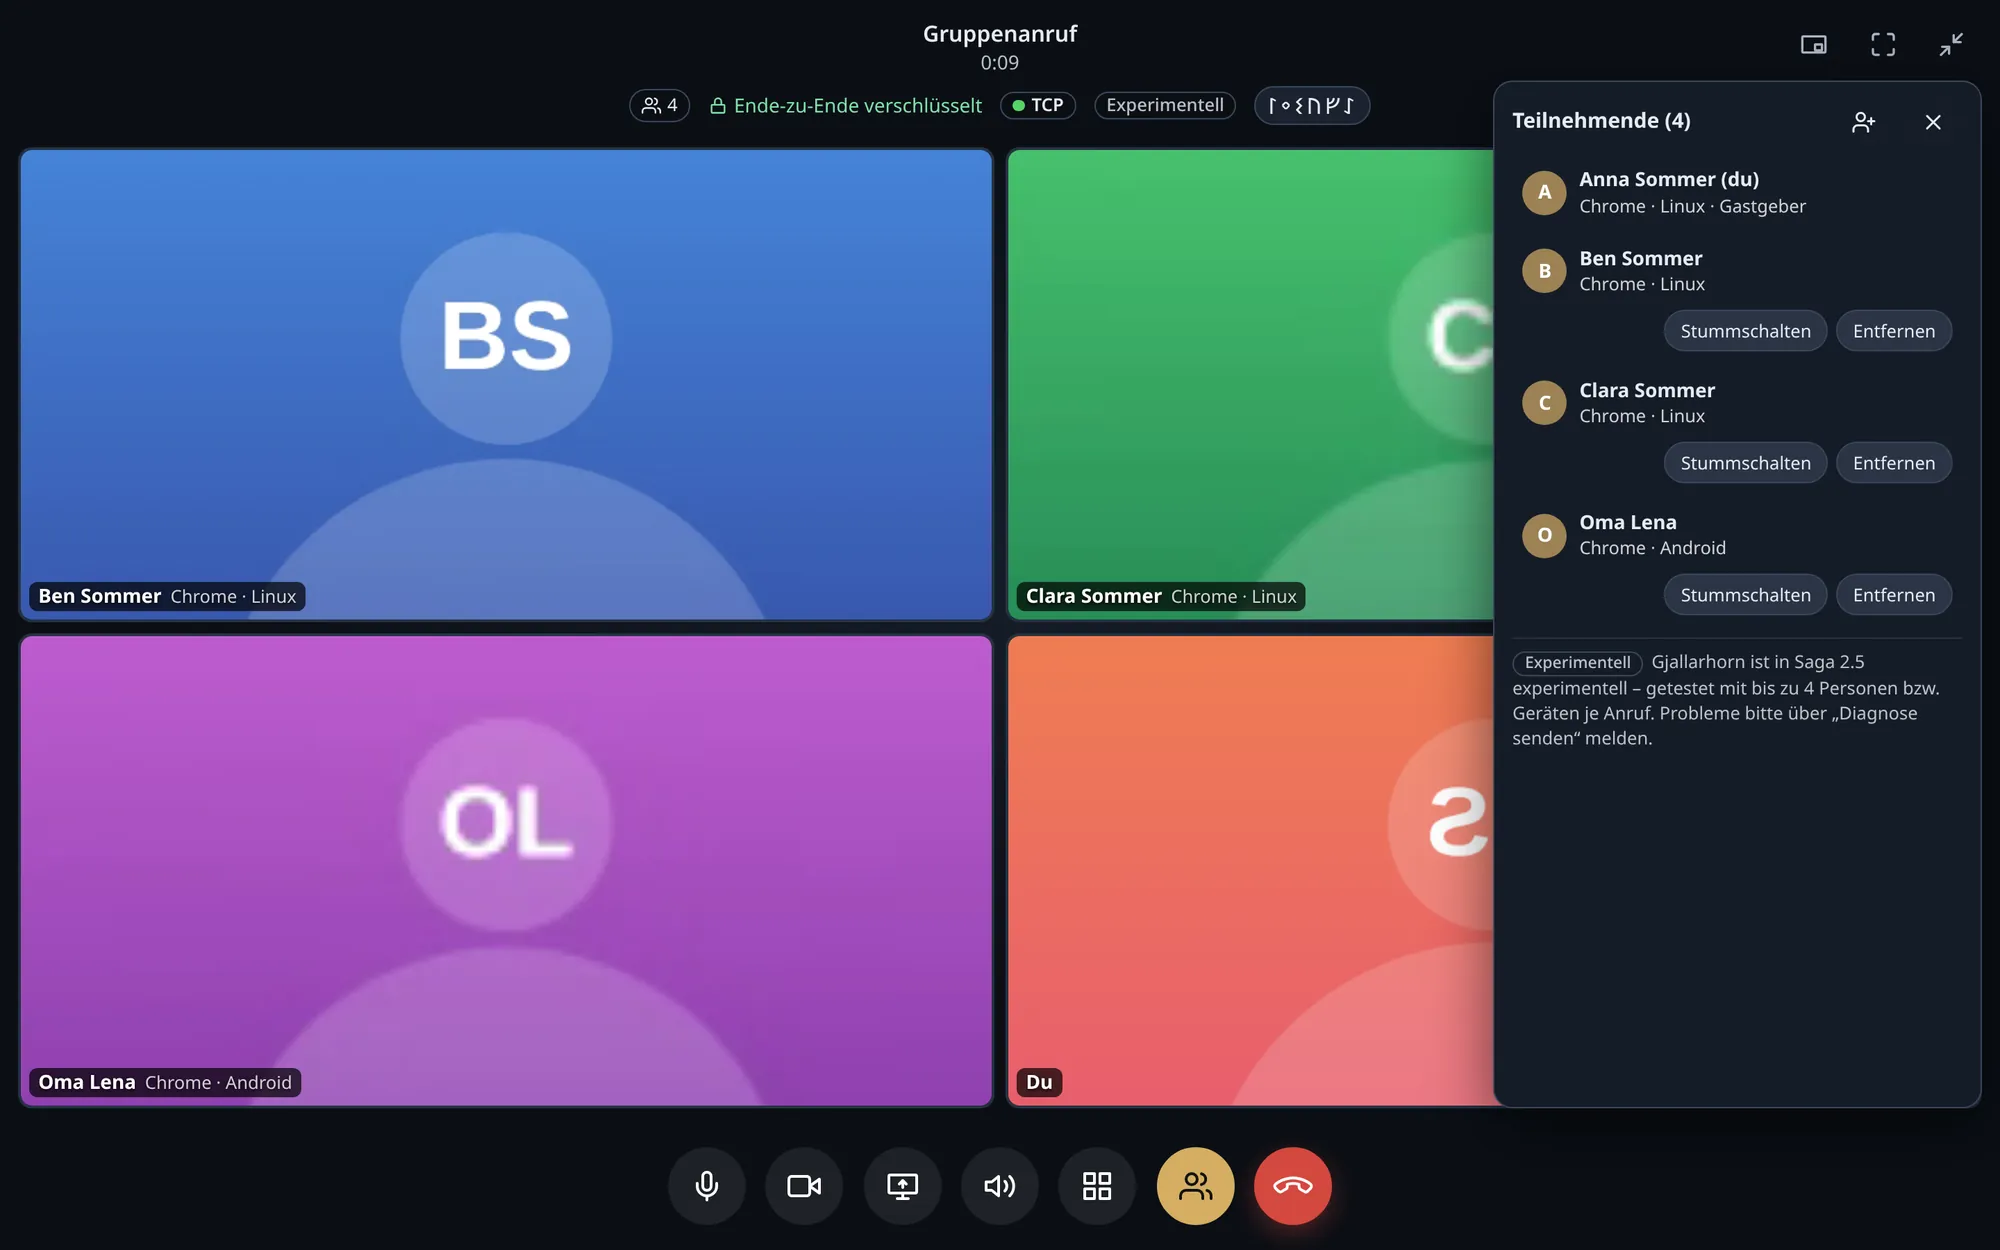 Gruppenanruf
0:09
4 Ende-zu-Ende verschlüsselt TCP Experimentell
BS
Ben Sommer Chrome · Linux
C
Clara Sommer Chrome · Linux
OL
Oma Lena Chrome · Android
S
Du
Teilnehmende (4)
A
Anna Sommer (du)
Chrome · Linux · Gastgeber
B
Ben Sommer
Chrome · Linux
Stummschalten Entfernen
C
Clara Sommer
Chrome · Linux
Stummschalten Entfernen
O
Oma Lena
Chrome · Android
Stummschalten Entfernen
Experimentell Gjallarhorn ist in Saga 2.5
experimentell – getestet mit bis zu 4 Personen bzw.
Geräten je Anruf. Probleme bitte über „Diagnose
senden“ melden.